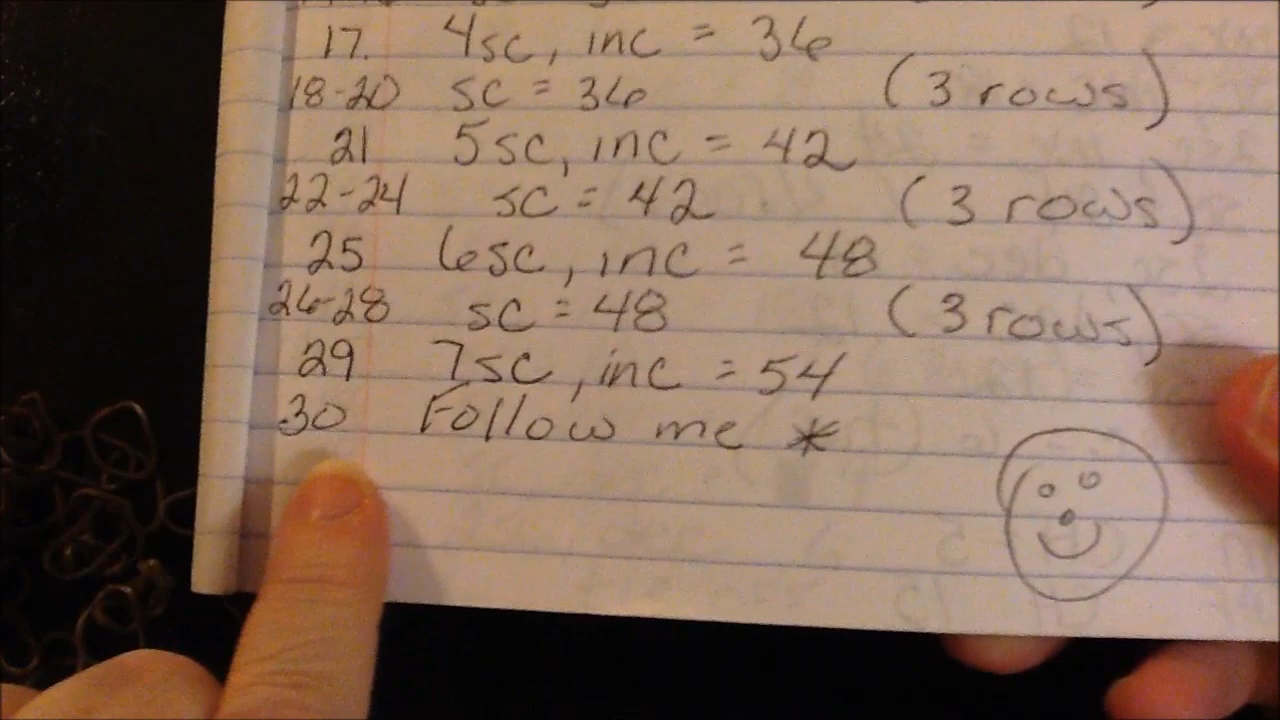 17. 4sc, inc = 36
18-20 sc = 36 (3 rows)
21 5sc, inc = 42
22-24 sc = 42 (3 rows)
25 6sc, inc = 48
26-28 sc = 48 (3 rows)
29 7sc, inc = 54
30 Follow me *